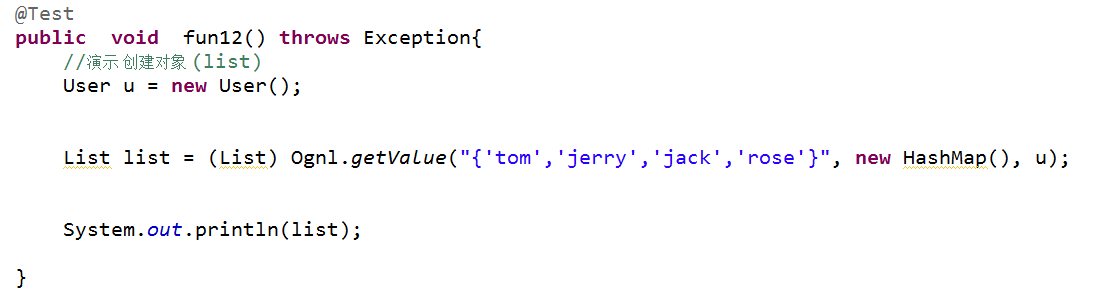 @Test
public  void  fun12() throws Exception{
    //演示 创建对象 (list)
    User u = new User();
    List list = (List) Ognl.getValue("{'tom','jerry','jack','rose'}", new HashMap(), u);
    System.out.println(list);
}